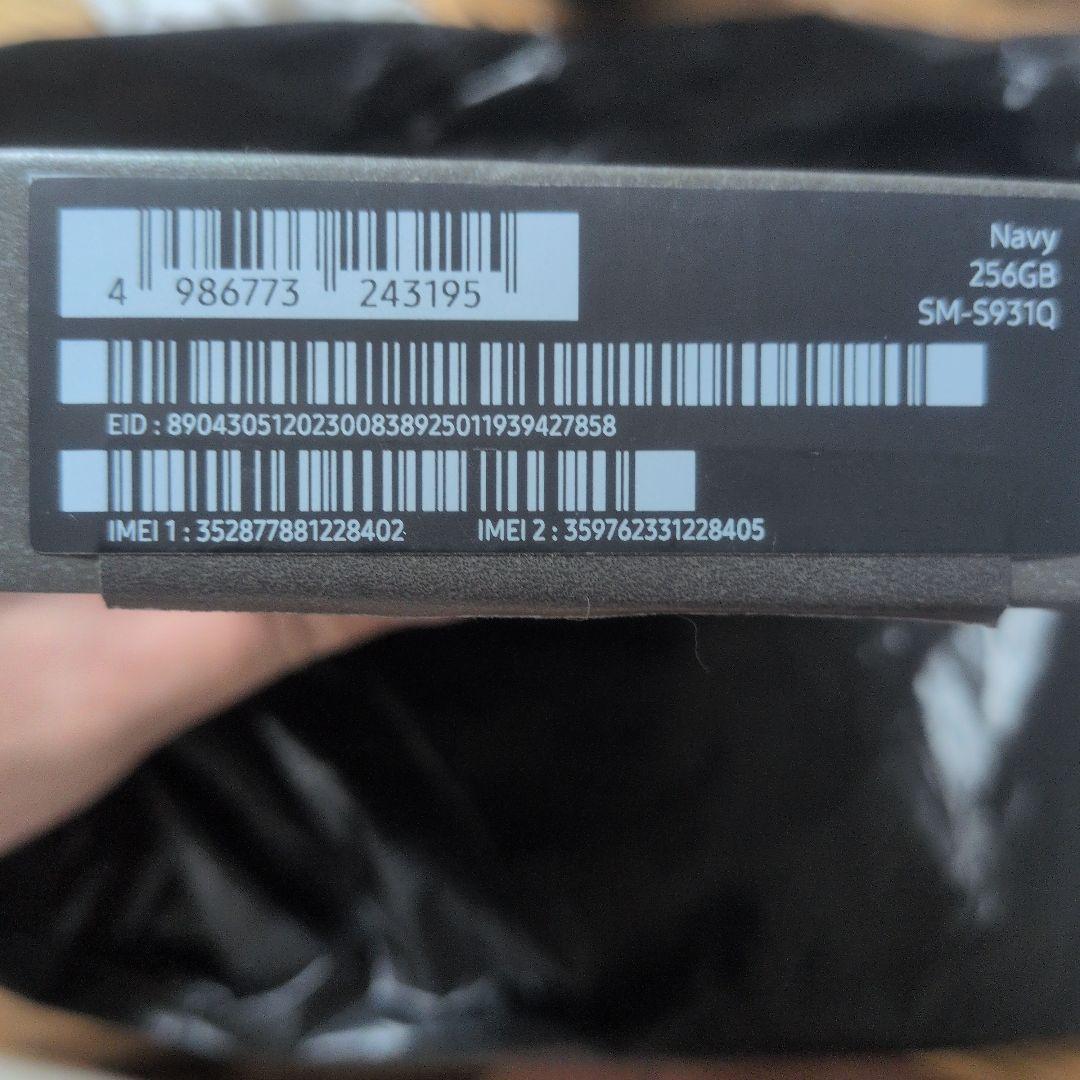 4 986773 243195
Navy
256GB
SM-S931Q
EID : 89043051202300838925011939427858
IMEI 1 : 352877881228402 IMEI 2 : 359762331228405